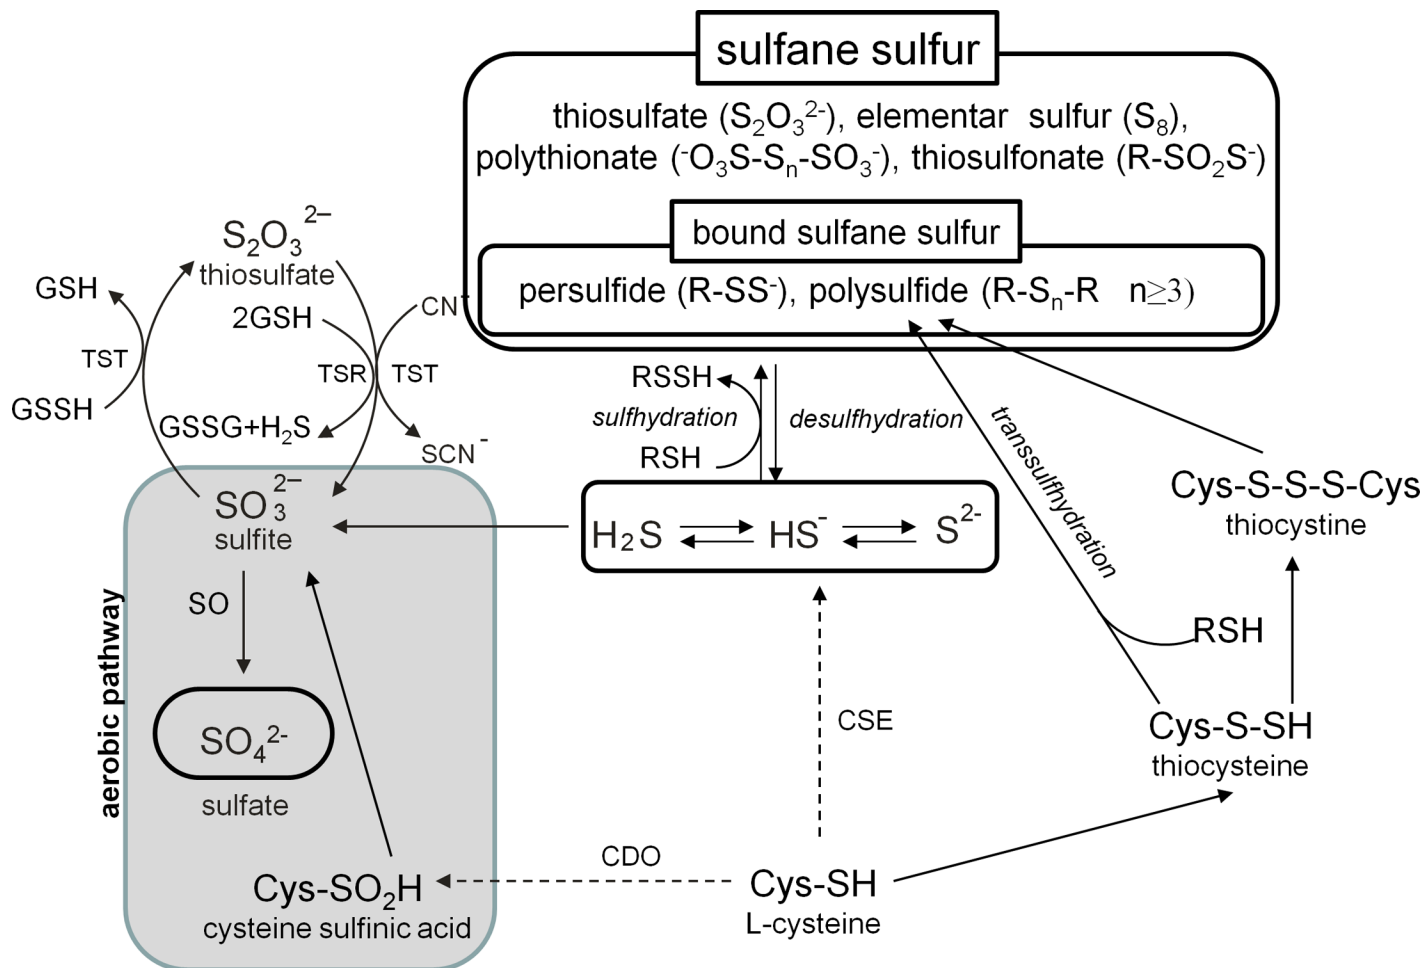 sulfane sulfur
thiosulfate (S₂O₃²⁻), elementar sulfur (S₈),
polythionate (⁻O₃S-Sₙ-SO₃⁻), thiosulfonate (R-SO₂S⁻)
bound sulfane sulfur
persulfide (R-SS⁻), polysulfide (R-Sₙ-R n≥3)
S₂O₃²⁻
thiosulfate
GSH
2GSH
CN⁻
TST
TSR
TST
GSSH
GSSG+H₂S
SCN⁻
RSSH
sulfhydration
RSH
desulfhydration
transsulfhydration
Cys-S-S-S-Cys
thiocystine
SO₃²⁻
sulfite
H₂S
HS⁻
S²⁻
SO
RSH
aerobic pathway
SO₄²⁻
sulfate
CSE
Cys-S-SH
thiocysteine
CDO
Cys-SO₂H
cysteine sulfinic acid
Cys-SH
L-cysteine